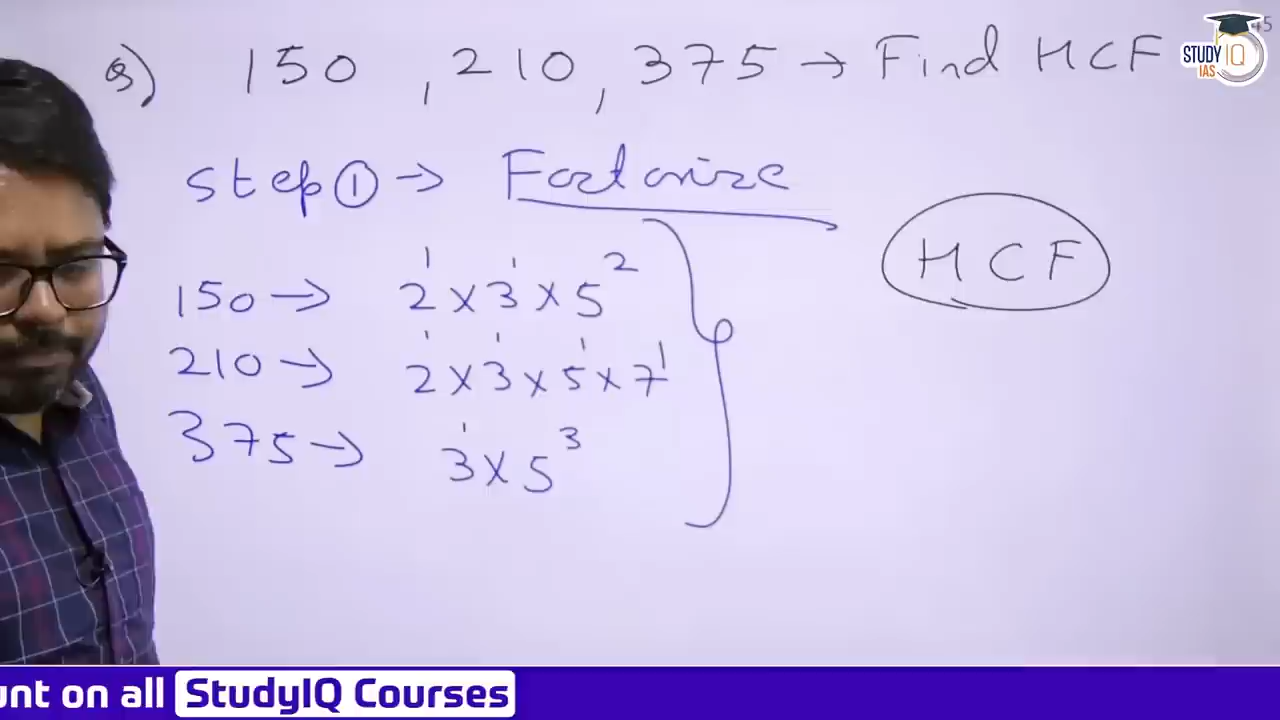 Q) 150, 210, 375 → Find HCF
STUDY IQ
IAS
45
step ① → Factorize
HCF
150 → 2¹ × 3¹ × 5²
210 → 2¹ × 3¹ × 5¹ × 7¹
375 → 3¹ × 5³
unt on all StudyIQ Courses